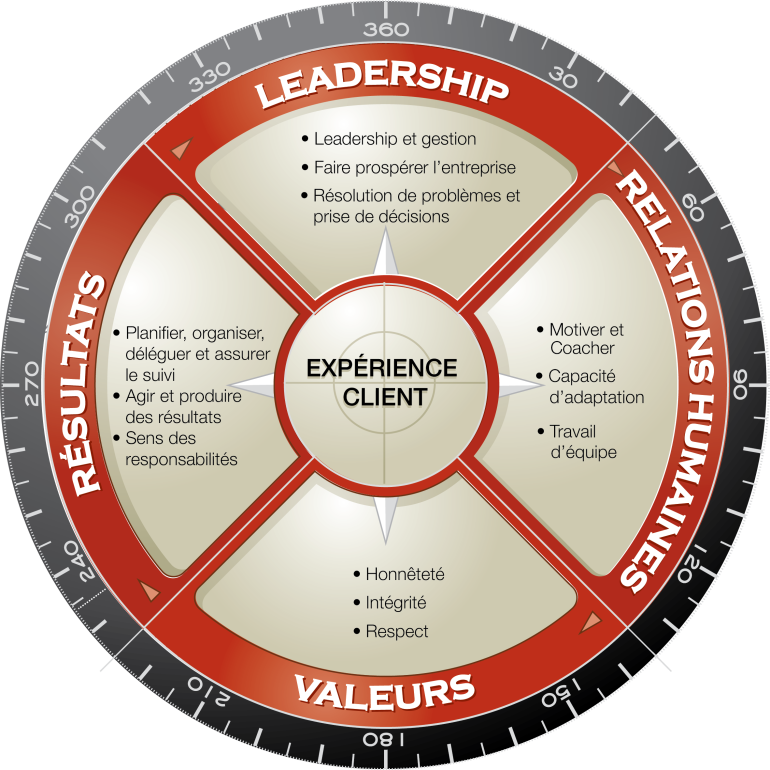 360
330
30
LEADERSHIP
• Leadership et gestion
• Faire prospérer l'entreprise
• Résolution de problèmes et
prise de décisions
300
60
RELATIONS HUMAINES
• Motiver et
Coacher
• Capacité
d'adaptation
• Travail
d'équipe
90
270
RÉSULTATS
• Planifier, organiser,
déléguer et assurer
le suivi
• Agir et produire
des résultats
• Sens des
responsabilités
EXPÉRIENCE
CLIENT
240
120
• Honnêteté
• Intégrité
• Respect
VALEURS
210
150
180